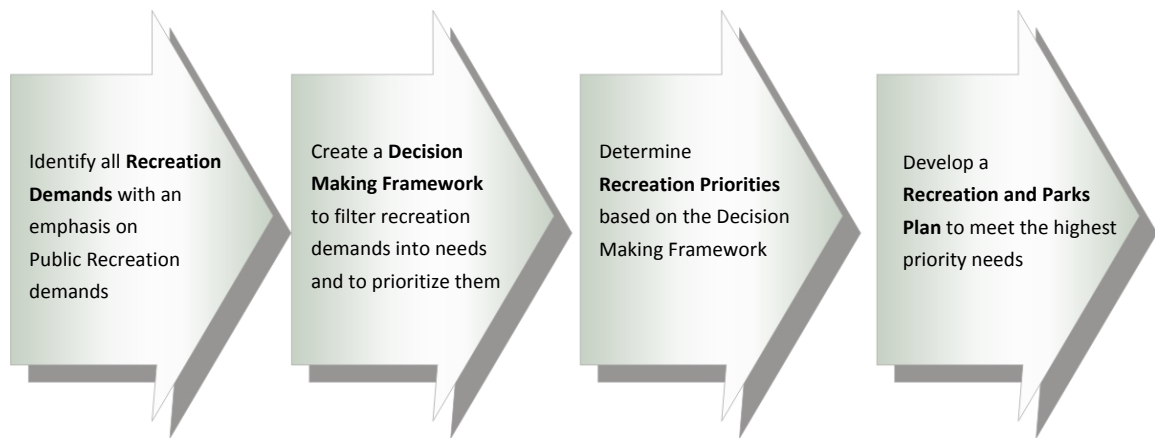 Identify all Recreation
Demands with an
emphasis on
Public Recreation
demands
Create a Decision
Making Framework
to filter recreation
demands into needs
and to prioritize them
Determine
Recreation Priorities
based on the Decision
Making Framework
Develop a
Recreation and Parks
Plan to meet the highest
priority needs